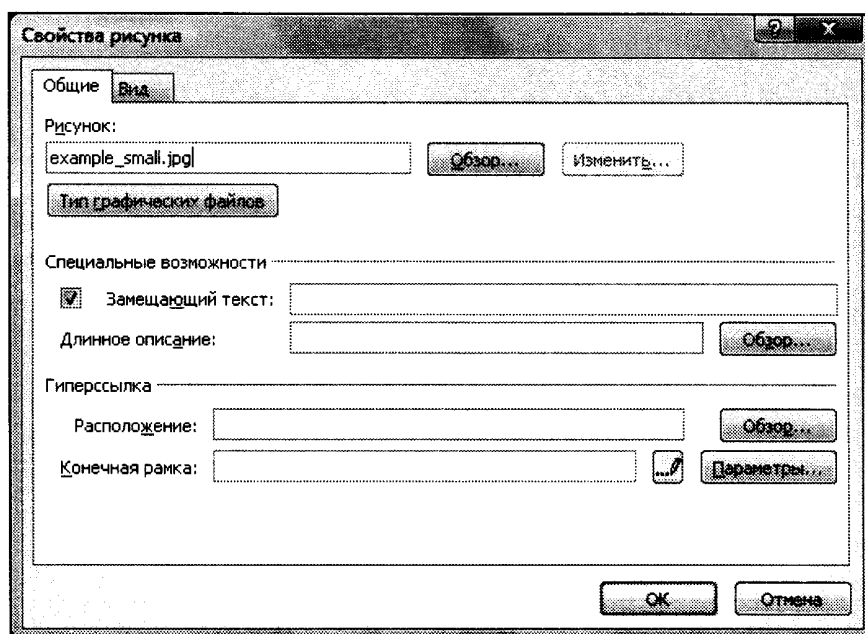 Свойства рисунка ? X
Общие Вид
Рисунок:
example_small.jpg Обзор... Изменить...
Тип графических файлов
Специальные возможности
Замещающий текст:
Длинное описание: Обзор...
Гиперссылка
Расположение: Обзор...
Конечная рамка: ... Параметры...
ОК Отмена